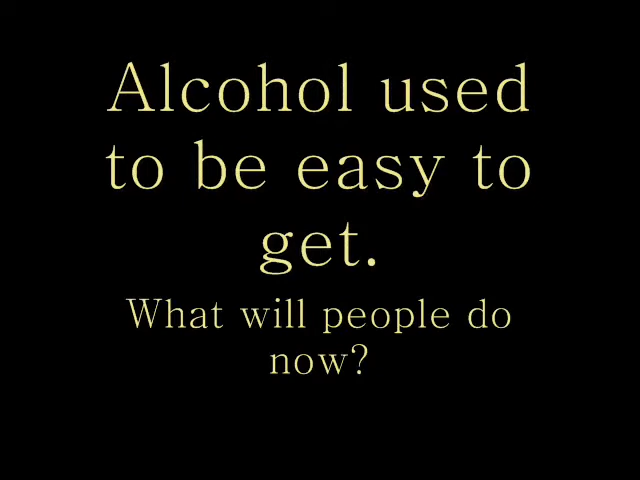 Alcohol used
to be easy to
get.
What will people do
now?